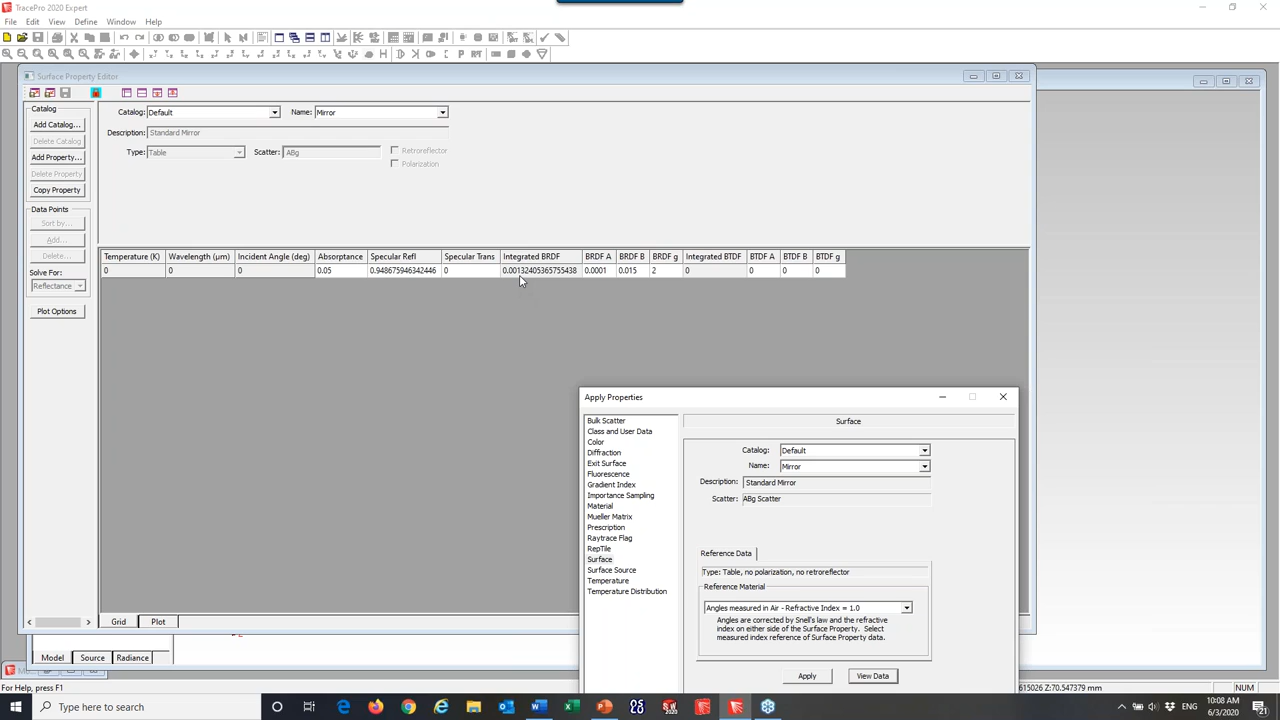 TracePro 2020 Expert
File Edit View Define Window Help
Surface Property Editor
Catalog
Add Catalog...
Delete Catalog
Add Property...
Delete Property
Copy Property
Data Points
Sort by...
Add...
Delete...
Solve For:
Reflectance
Plot Options
Catalog: Default Name: Mirror
Description: Standard Mirror
Type: Table Scatter: ABg Retroreflector
Polarization
Temperature (K) Wavelength (µm) Incident Angle (deg) Absorptance Specular Refl Specular Trans Integrated BRDF BRDF A BRDF B BRDF g Integrated BTDF BTDF A BTDF B BTDF g
0 0 0 0.05 0.948675946342446 0 0.00132405365755438 0.0001 0.015 2 0 0 0 0
Grid Plot
Model Source Radiance
For Help, press F1
Apply Properties
Bulk Scatter
Class and User Data
Color
Diffraction
Exit Surface
Fluorescence
Gradient Index
Importance Sampling
Material
Mueller Matrix
Prescription
Raytrace Flag
RepTile
Surface
Surface Source
Temperature
Temperature Distribution
Surface
Catalog: Default
Name: Mirror
Description: Standard Mirror
Scatter: ABg Scatter
Reference Data
Type: Table, no polarization, no retroreflector
Reference Material
Angles measured in Air - Refractive Index = 1.0
Angles are corrected by Snell's law and the refractive
index on either side of the Surface Property. Select
measured index reference of Surface Property data.
Apply View Data
615026 Z:70.547379 mm NUM
Type here to search
ENG
10:08 AM
6/3/2020